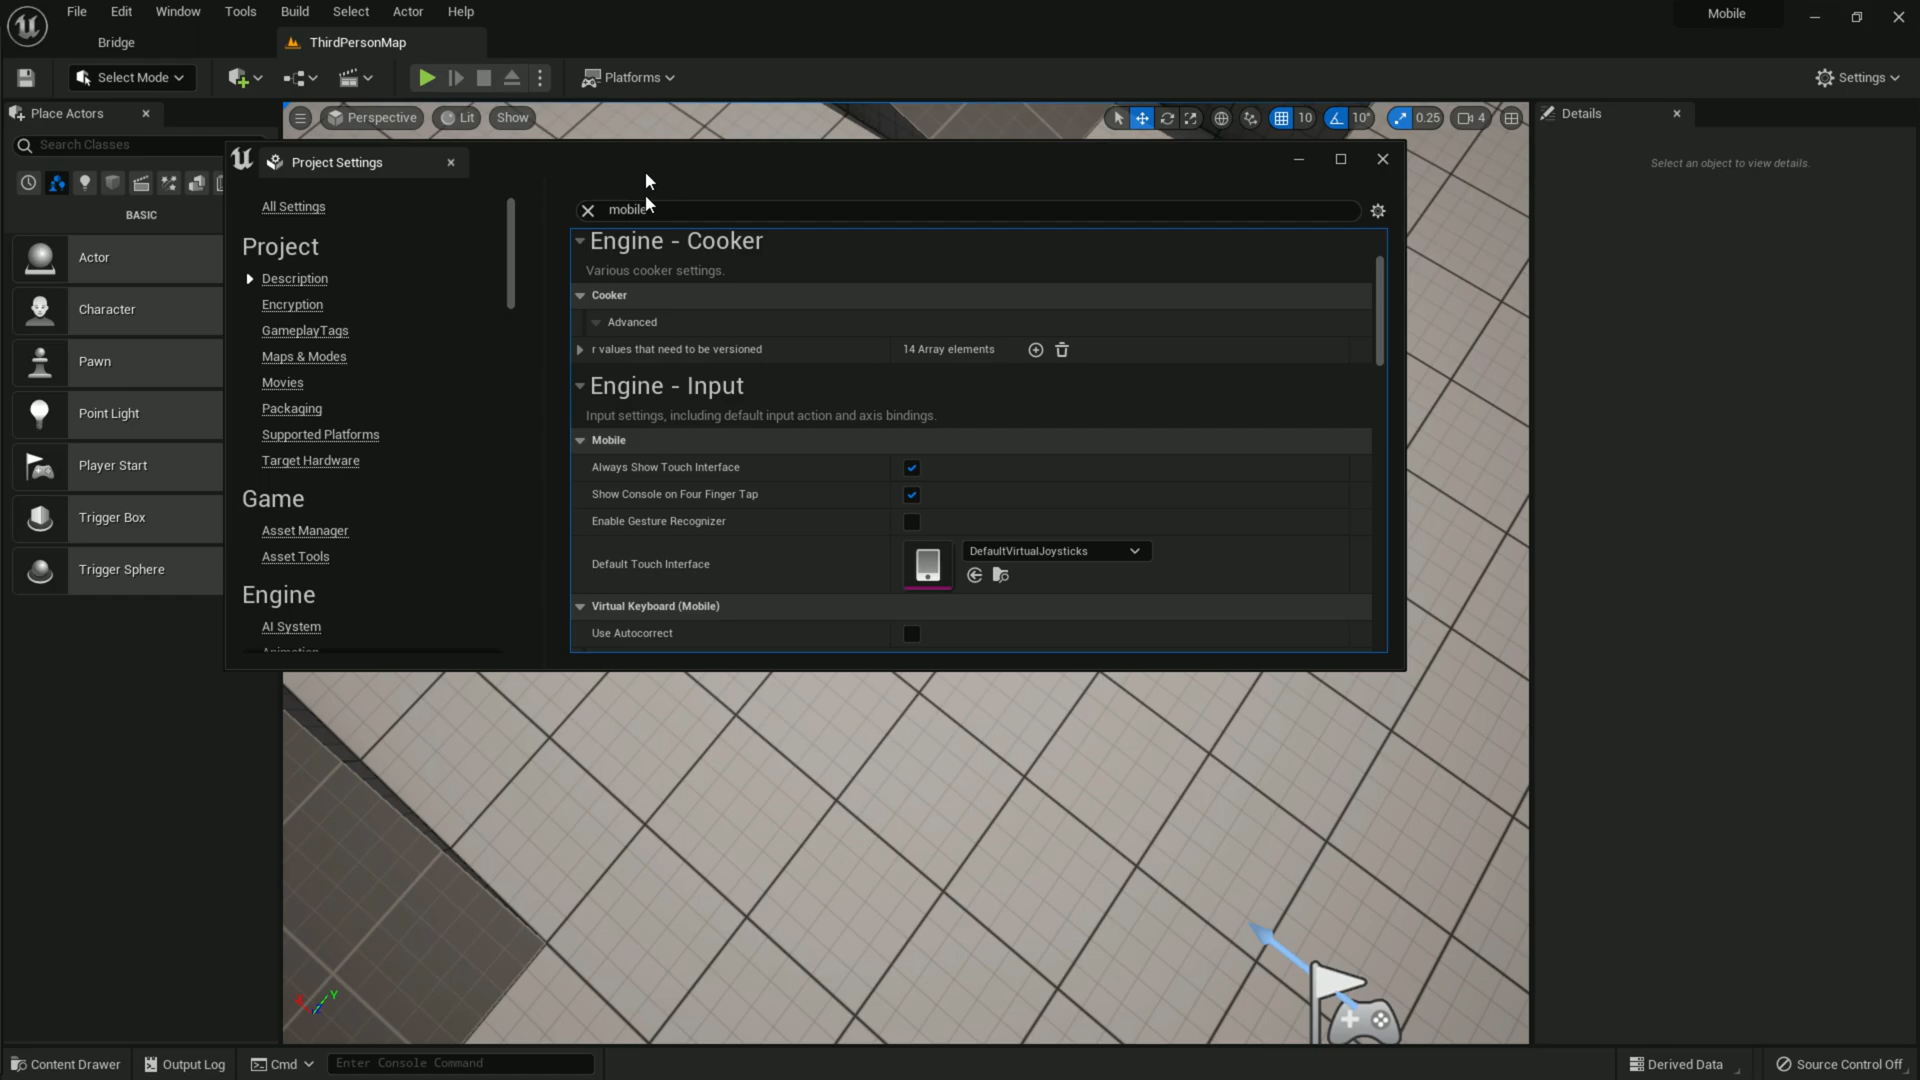 File Edit Window Tools Build Select Actor Help
Mobile
Bridge
ThirdPersonMap
Select Mode
Platforms
Settings
Place Actors
Search Classes
BASIC
Actor
Character
Pawn
Point Light
Player Start
Trigger Box
Trigger Sphere
Perspective Lit Show
10 10° 0.25 4
Details
Select an object to view details.
Project Settings
mobile
All Settings
Project
Description
Encryption
GameplayTags
Maps & Modes
Movies
Packaging
Supported Platforms
Target Hardware
Game
Asset Manager
Asset Tools
Engine
AI System
Animation
Engine - Cooker
Various cooker settings.
Cooker
Advanced
r values that need to be versioned 14 Array elements
Engine - Input
Input settings, including default input action and axis bindings.
Mobile
Always Show Touch Interface
Show Console on Four Finger Tap
Enable Gesture Recognizer
Default Touch Interface DefaultVirtualJoysticks
Virtual Keyboard (Mobile)
Use Autocorrect
X Y
Content Drawer Output Log Cmd Enter Console Command
Derived Data Source Control Off